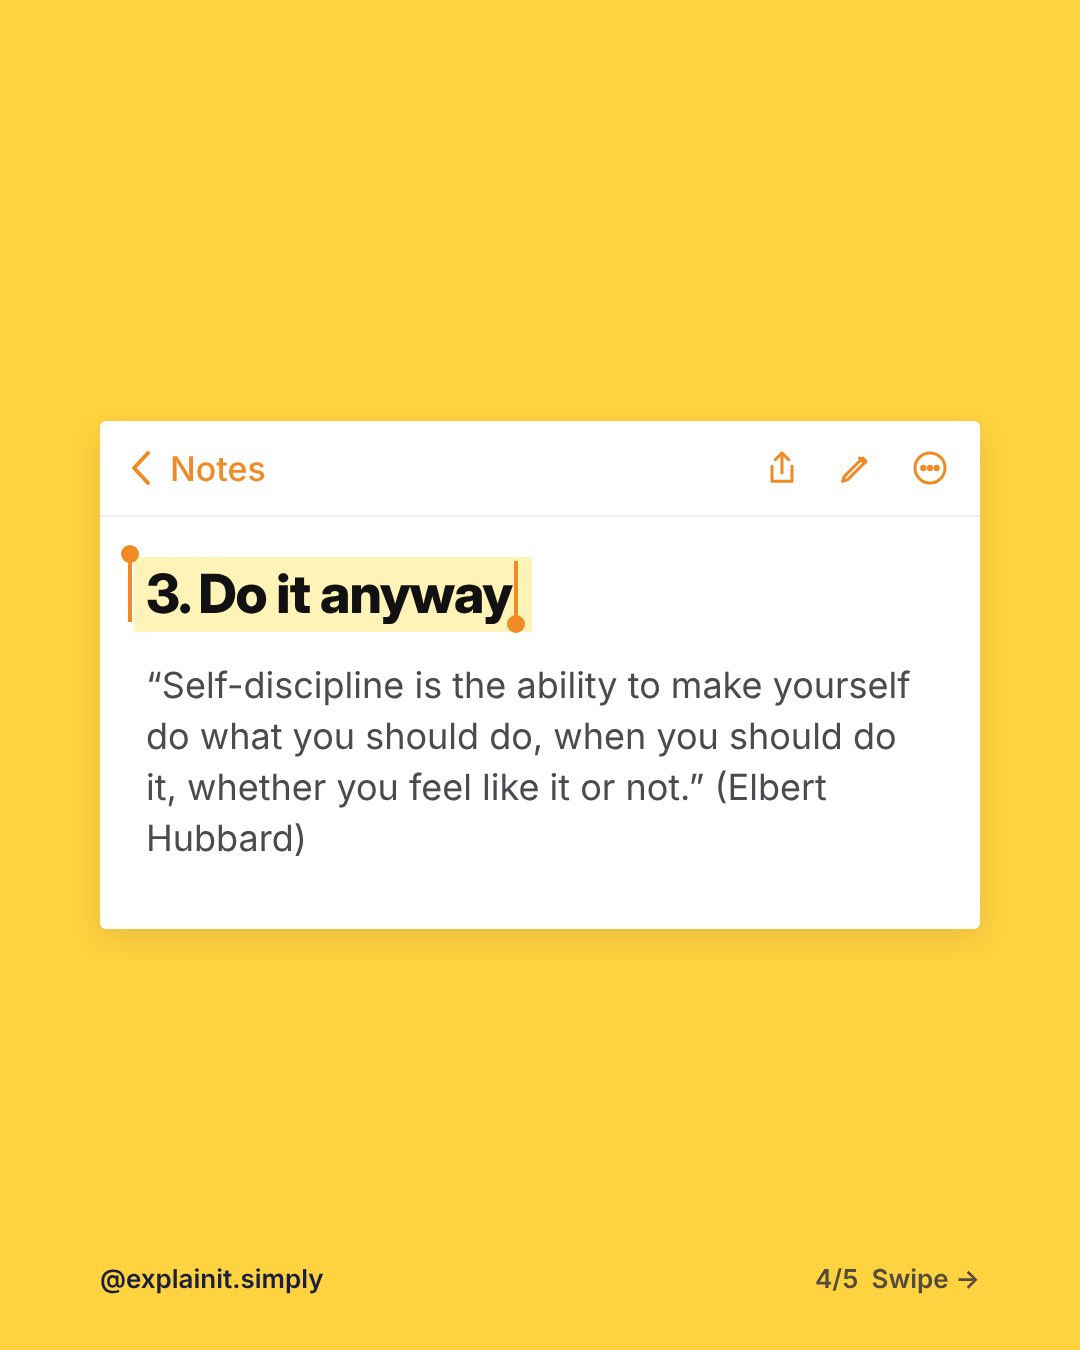 Notes
3. Do it anyway
“Self-discipline is the ability to make yourself
do what you should do, when you should do
it, whether you feel like it or not.” (Elbert
Hubbard)
@explainit.simply
4/5 Swipe →